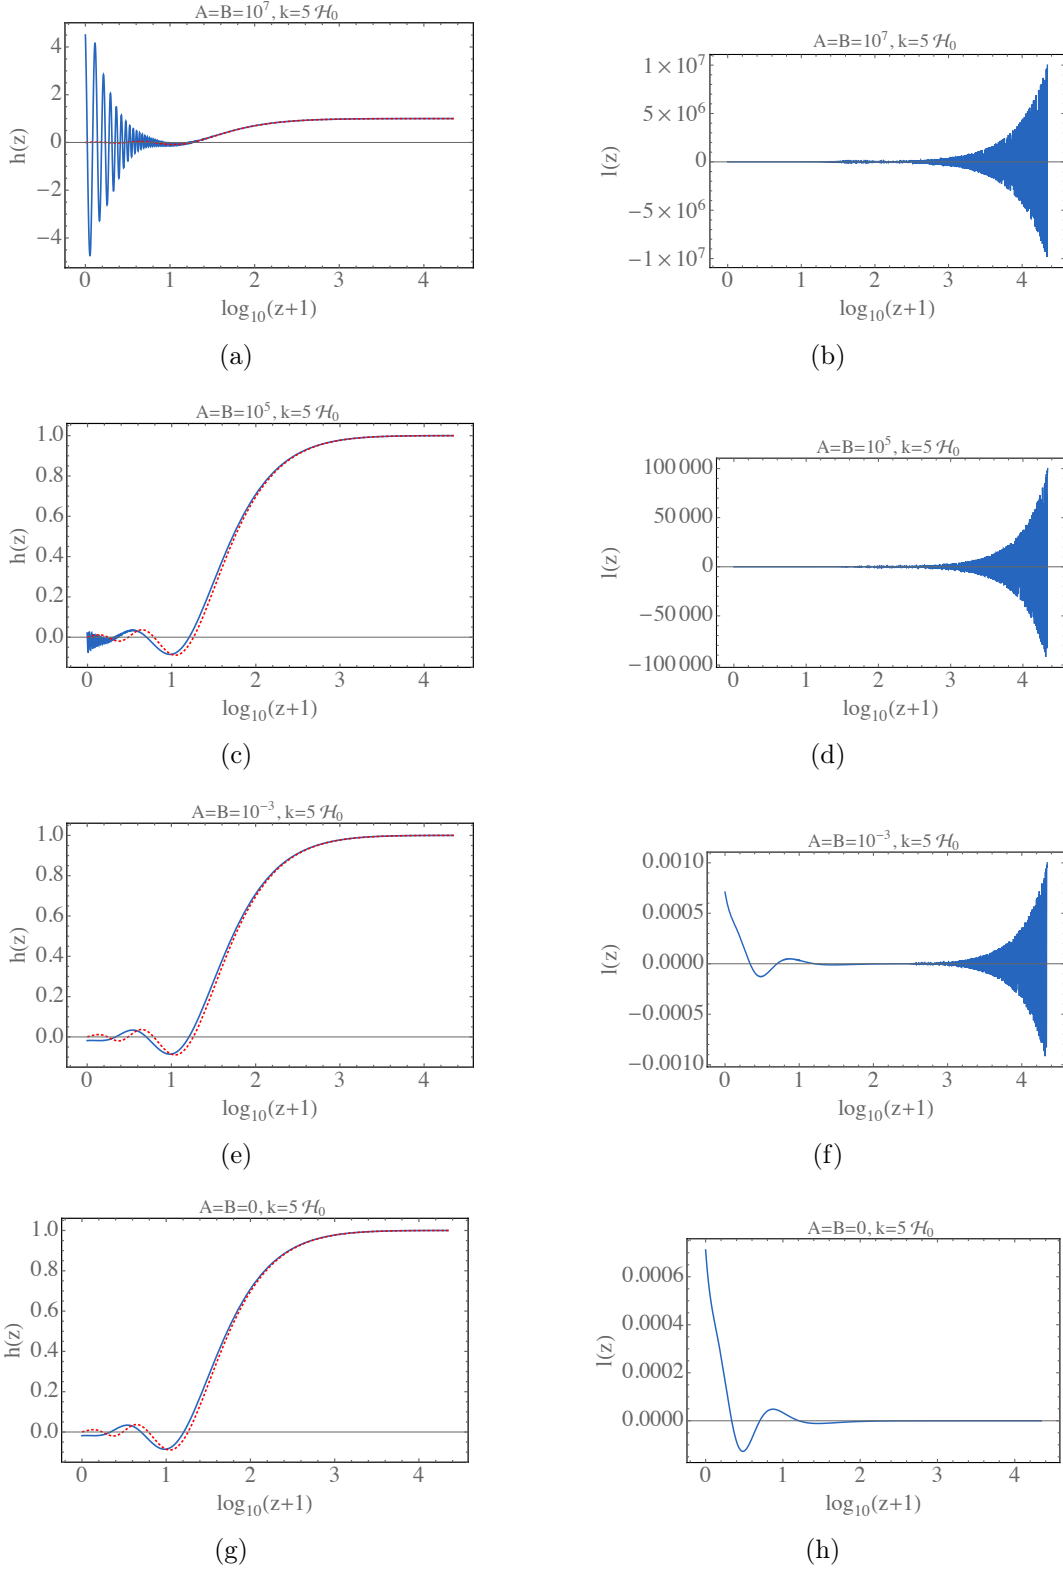 A=B=10⁷, k=5 ℋ₀
4
2
0
−2
−4
h(z)
0 1 2 3 4
log₁₀(z+1)
(a)
A=B=10⁷, k=5 ℋ₀
1×10⁷
5×10⁶
0
−5×10⁶
−1×10⁷
l(z)
0 1 2 3 4
log₁₀(z+1)
(b)
A=B=10⁵, k=5 ℋ₀
1.0
0.8
0.6
0.4
0.2
0.0
h(z)
0 1 2 3 4
log₁₀(z+1)
(c)
A=B=10⁵, k=5 ℋ₀
100 000
50 000
0
−50 000
−100 000
l(z)
0 1 2 3 4
log₁₀(z+1)
(d)
A=B=10⁻³, k=5 ℋ₀
1.0
0.8
0.6
0.4
0.2
0.0
h(z)
0 1 2 3 4
log₁₀(z+1)
(e)
A=B=10⁻³, k=5 ℋ₀
0.0010
0.0005
0.0000
−0.0005
−0.0010
l(z)
0 1 2 3 4
log₁₀(z+1)
(f)
A=B=0, k=5 ℋ₀
1.0
0.8
0.6
0.4
0.2
0.0
h(z)
0 1 2 3 4
log₁₀(z+1)
(g)
A=B=0, k=5 ℋ₀
0.0006
0.0004
0.0002
0.0000
l(z)
0 1 2 3 4
log₁₀(z+1)
(h)